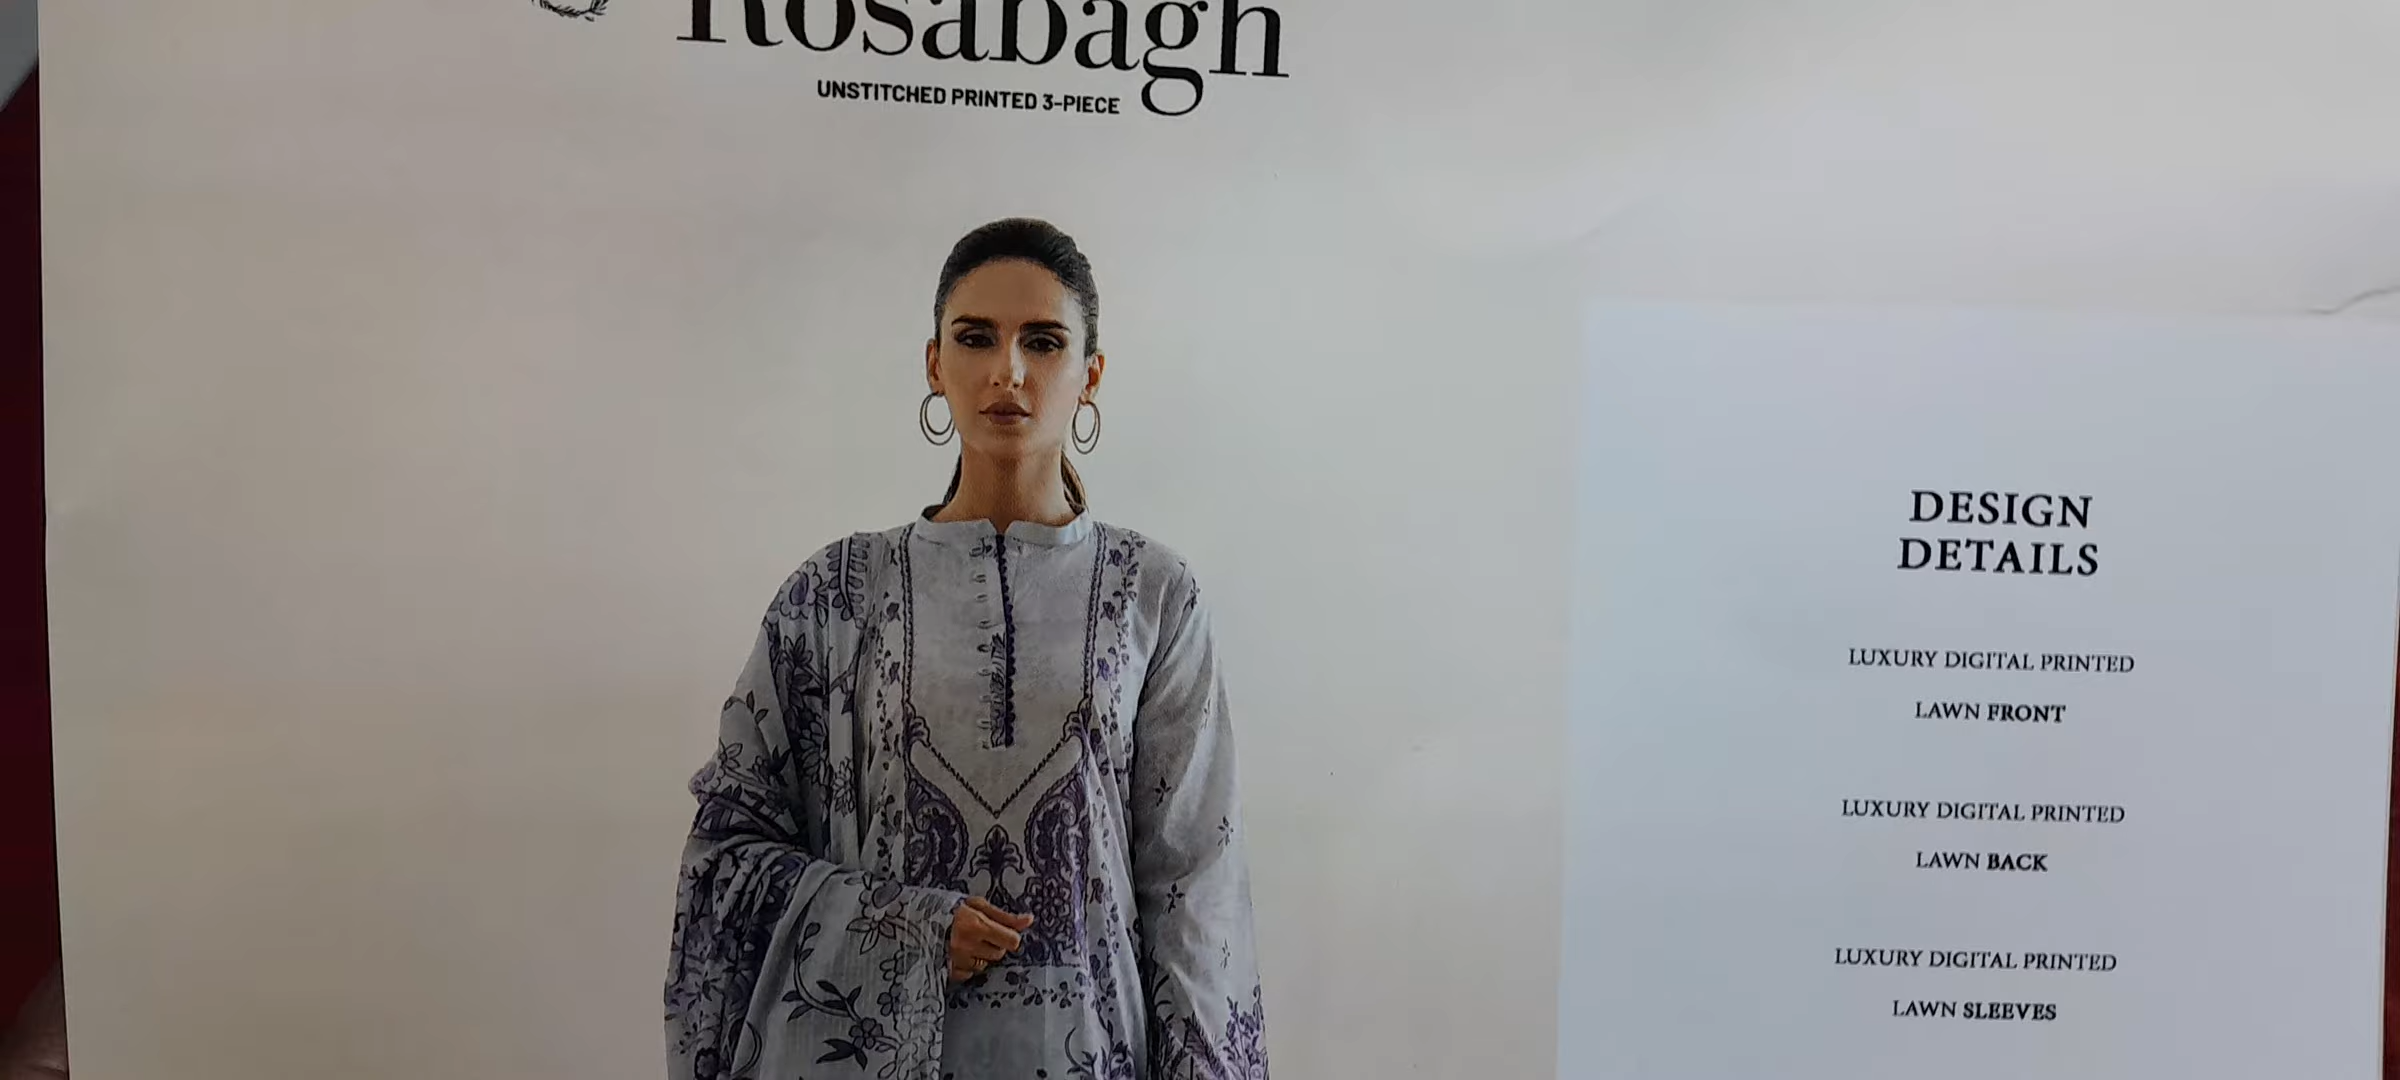 Rosabagh
UNSTITCHED PRINTED 3-PIECE
DESIGN
DETAILS
LUXURY DIGITAL PRINTED
LAWN FRONT
LUXURY DIGITAL PRINTED
LAWN BACK
LUXURY DIGITAL PRINTED
LAWN SLEEVES